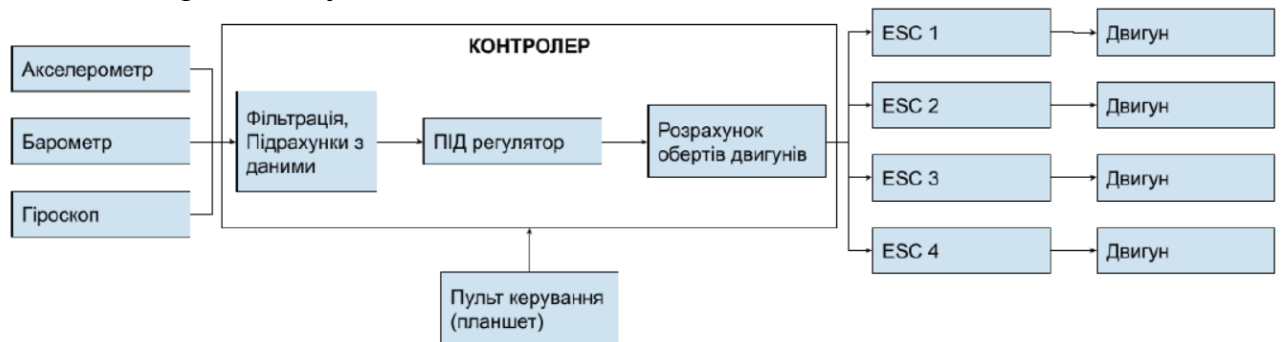 КОНТРОЛЕР
Акселерометр
Барометр
Гіроскоп
Фільтрація,
Підрахунки з
даними
ПІД регулятор
Розрахунок
обертів двигунів
ESC 1
Двигун
ESC 2
Двигун
ESC 3
Двигун
ESC 4
Двигун
Пульт керування
(планшет)